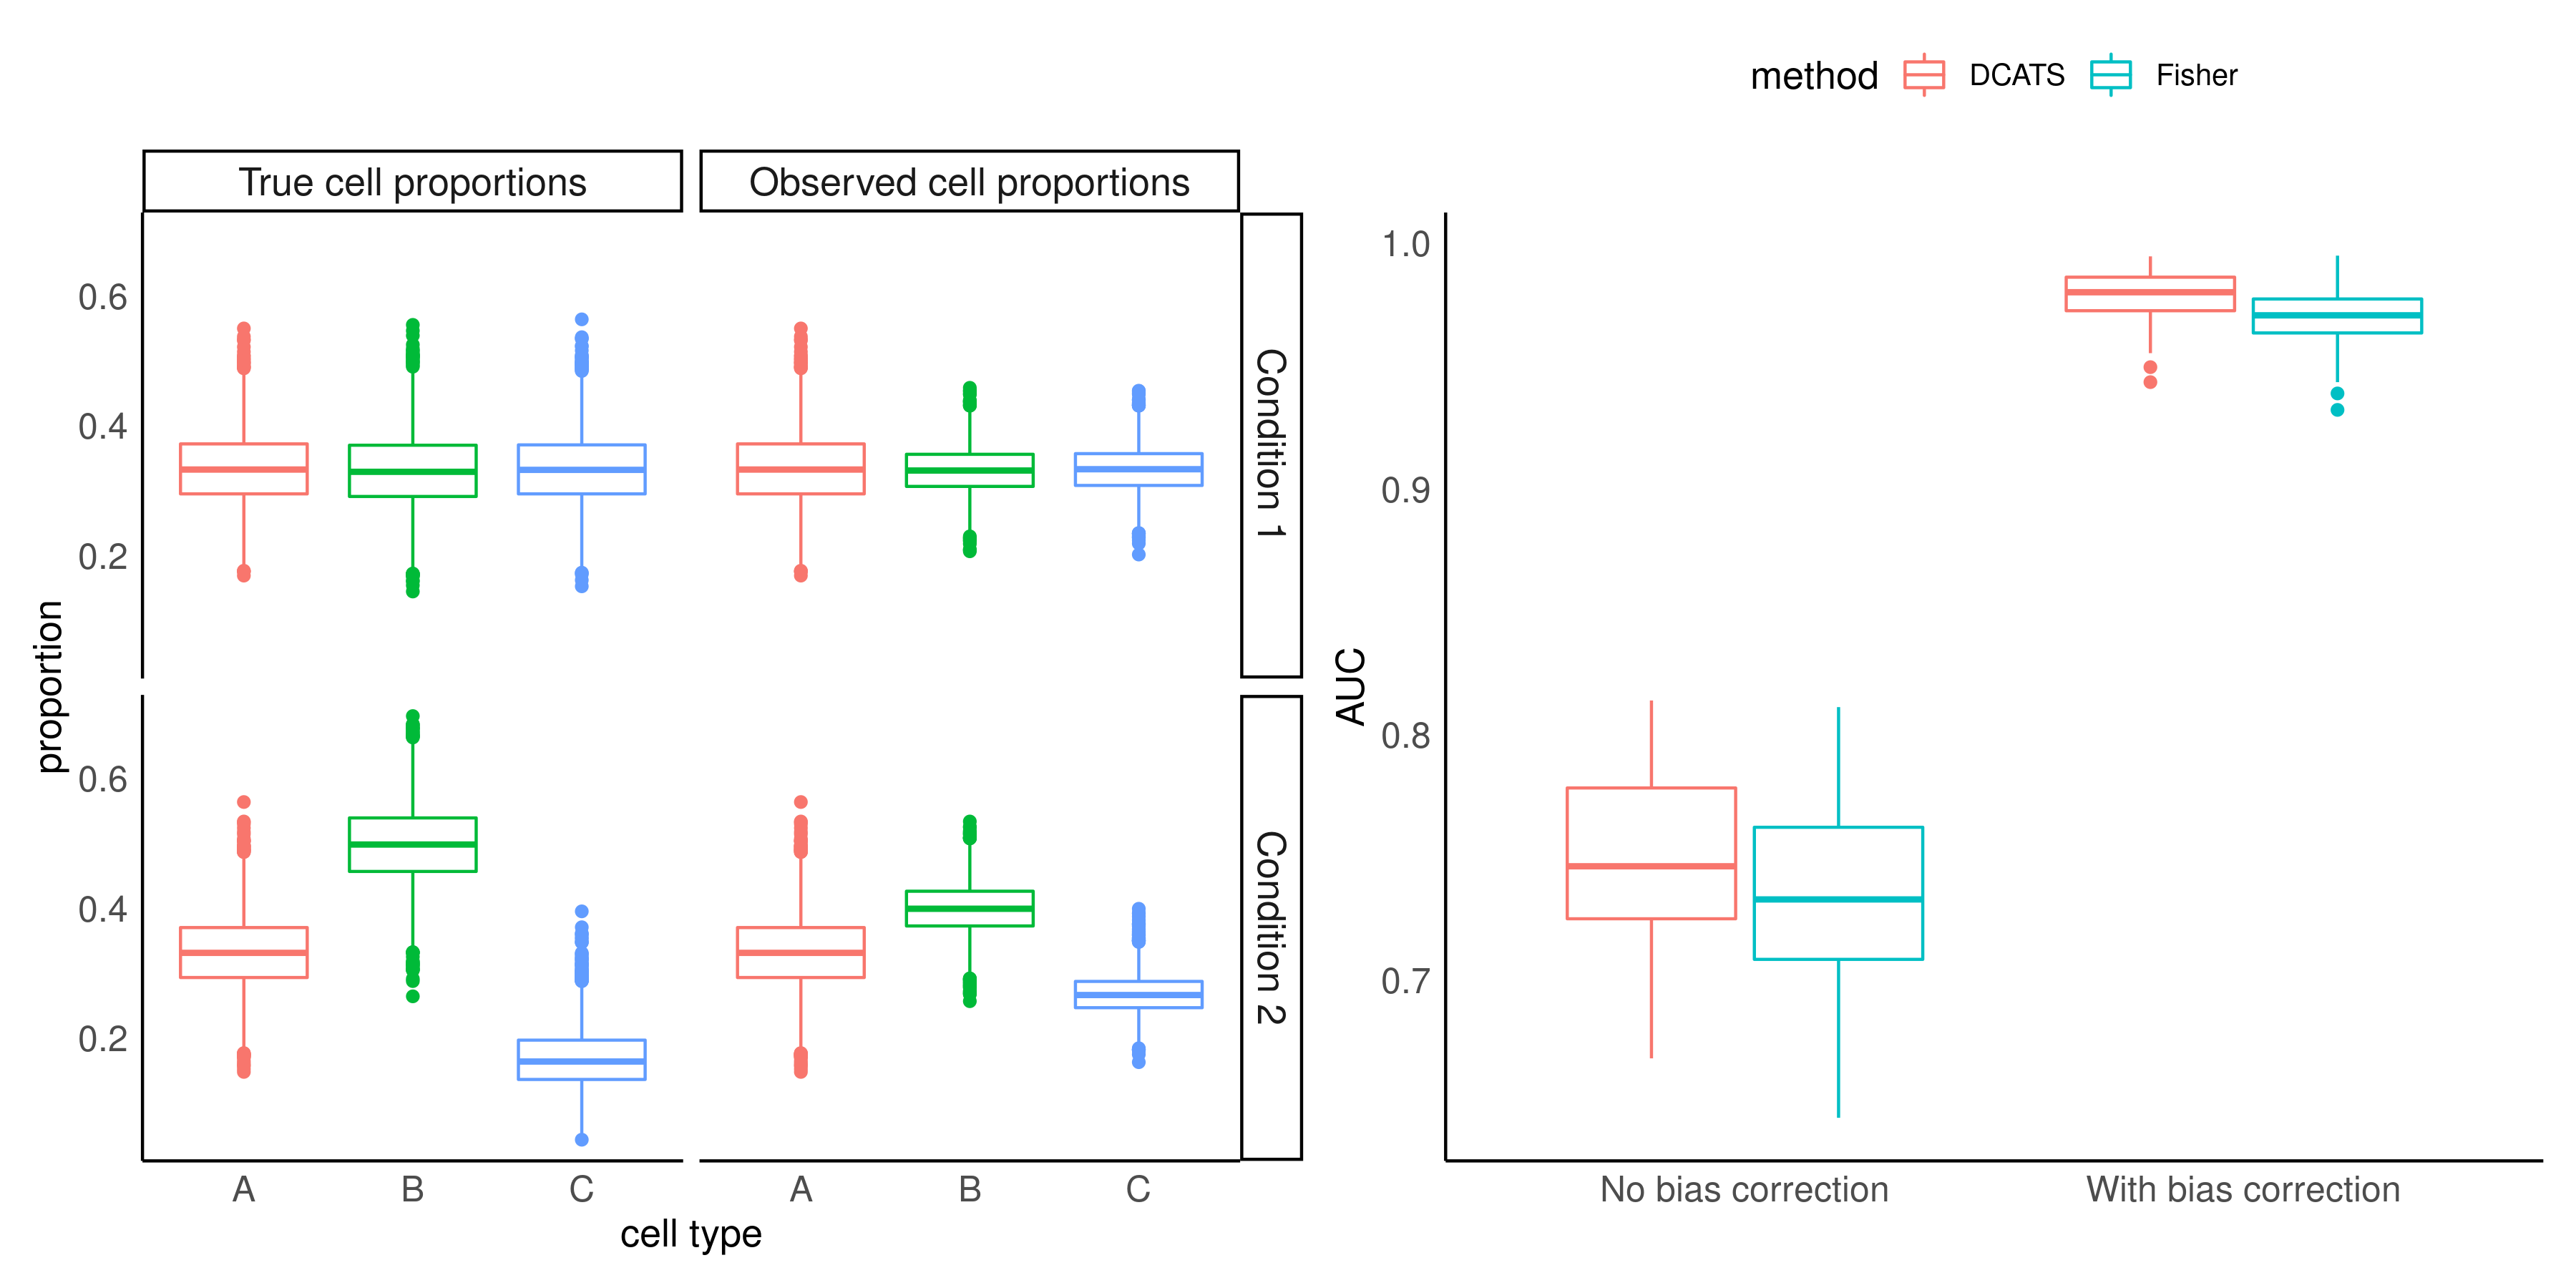 method DCATS Fisher
True cell proportions Observed cell proportions
Condition 1
Condition 2
proportion
0.6
0.4
0.2
0.6
0.4
0.2
A B C A B C
cell type
AUC
1.0
0.9
0.8
0.7
No bias correction With bias correction